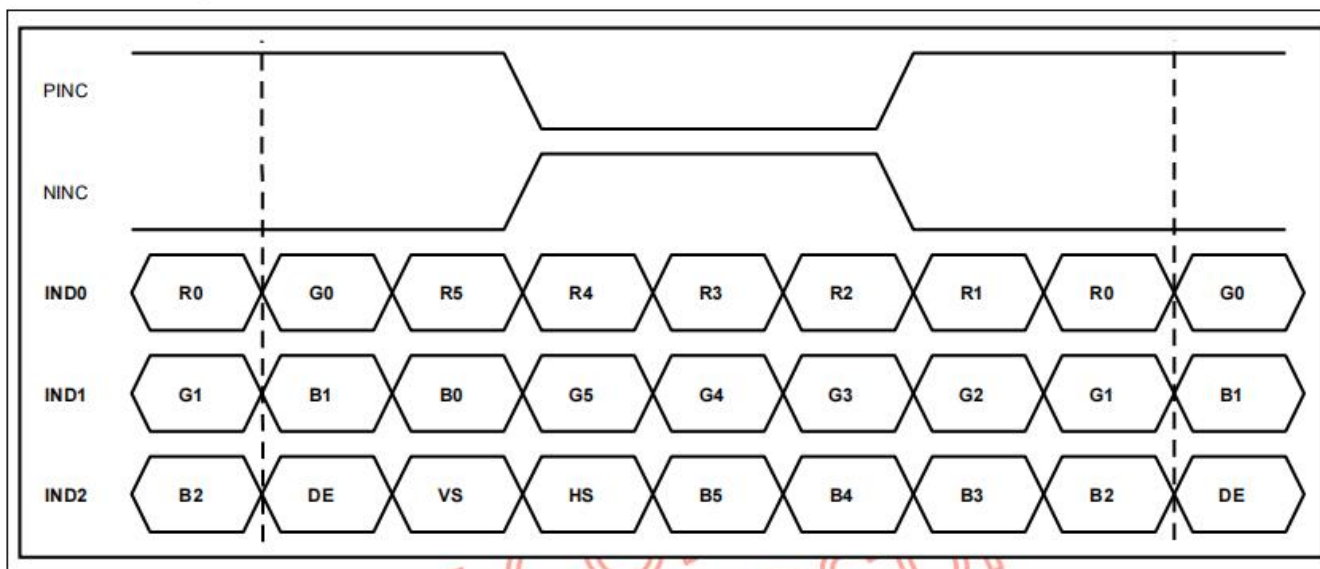 PINC
NINC
IND0 R0 G0 R5 R4 R3 R2 R1 R0 G0
IND1 G1 B1 B0 G5 G4 G3 G2 G1 B1
IND2 B2 DE VS HS B5 B4 B3 B2 DE